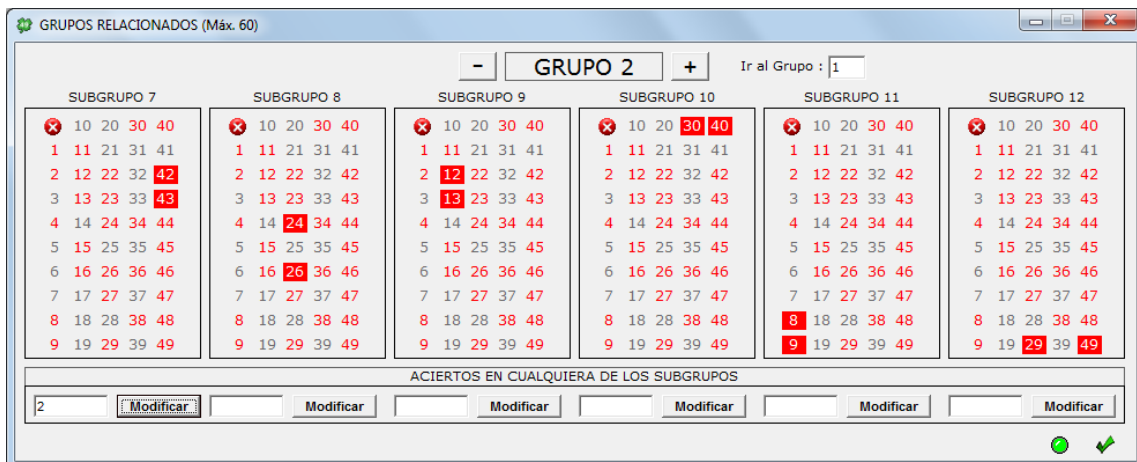 GRUPOS RELACIONADOS (Máx. 60)
- GRUPO 2 + Ir al Grupo : 1
SUBGRUPO 7 SUBGRUPO 8 SUBGRUPO 9 SUBGRUPO 10 SUBGRUPO 11 SUBGRUPO 12
10 20 30 40 10 20 30 40 10 20 30 40 10 20 30 40 10 20 30 40 10 20 30 40
1 11 21 31 41 1 11 21 31 41 1 11 21 31 41 1 11 21 31 41 1 11 21 31 41 1 11 21 31 41
2 12 22 32 42 2 12 22 32 42 2 12 22 32 42 2 12 22 32 42 2 12 22 32 42 2 12 22 32 42
3 13 23 33 43 3 13 23 33 43 3 13 23 33 43 3 13 23 33 43 3 13 23 33 43 3 13 23 33 43
4 14 24 34 44 4 14 24 34 44 4 14 24 34 44 4 14 24 34 44 4 14 24 34 44 4 14 24 34 44
5 15 25 35 45 5 15 25 35 45 5 15 25 35 45 5 15 25 35 45 5 15 25 35 45 5 15 25 35 45
6 16 26 36 46 6 16 26 36 46 6 16 26 36 46 6 16 26 36 46 6 16 26 36 46 6 16 26 36 46
7 17 27 37 47 7 17 27 37 47 7 17 27 37 47 7 17 27 37 47 7 17 27 37 47 7 17 27 37 47
8 18 28 38 48 8 18 28 38 48 8 18 28 38 48 8 18 28 38 48 8 18 28 38 48 8 18 28 38 48
9 19 29 39 49 9 19 29 39 49 9 19 29 39 49 9 19 29 39 49 9 19 29 39 49 9 19 29 39 49
ACIERTOS EN CUALQUIERA DE LOS SUBGRUPOS
2 Modificar Modificar Modificar Modificar Modificar Modificar